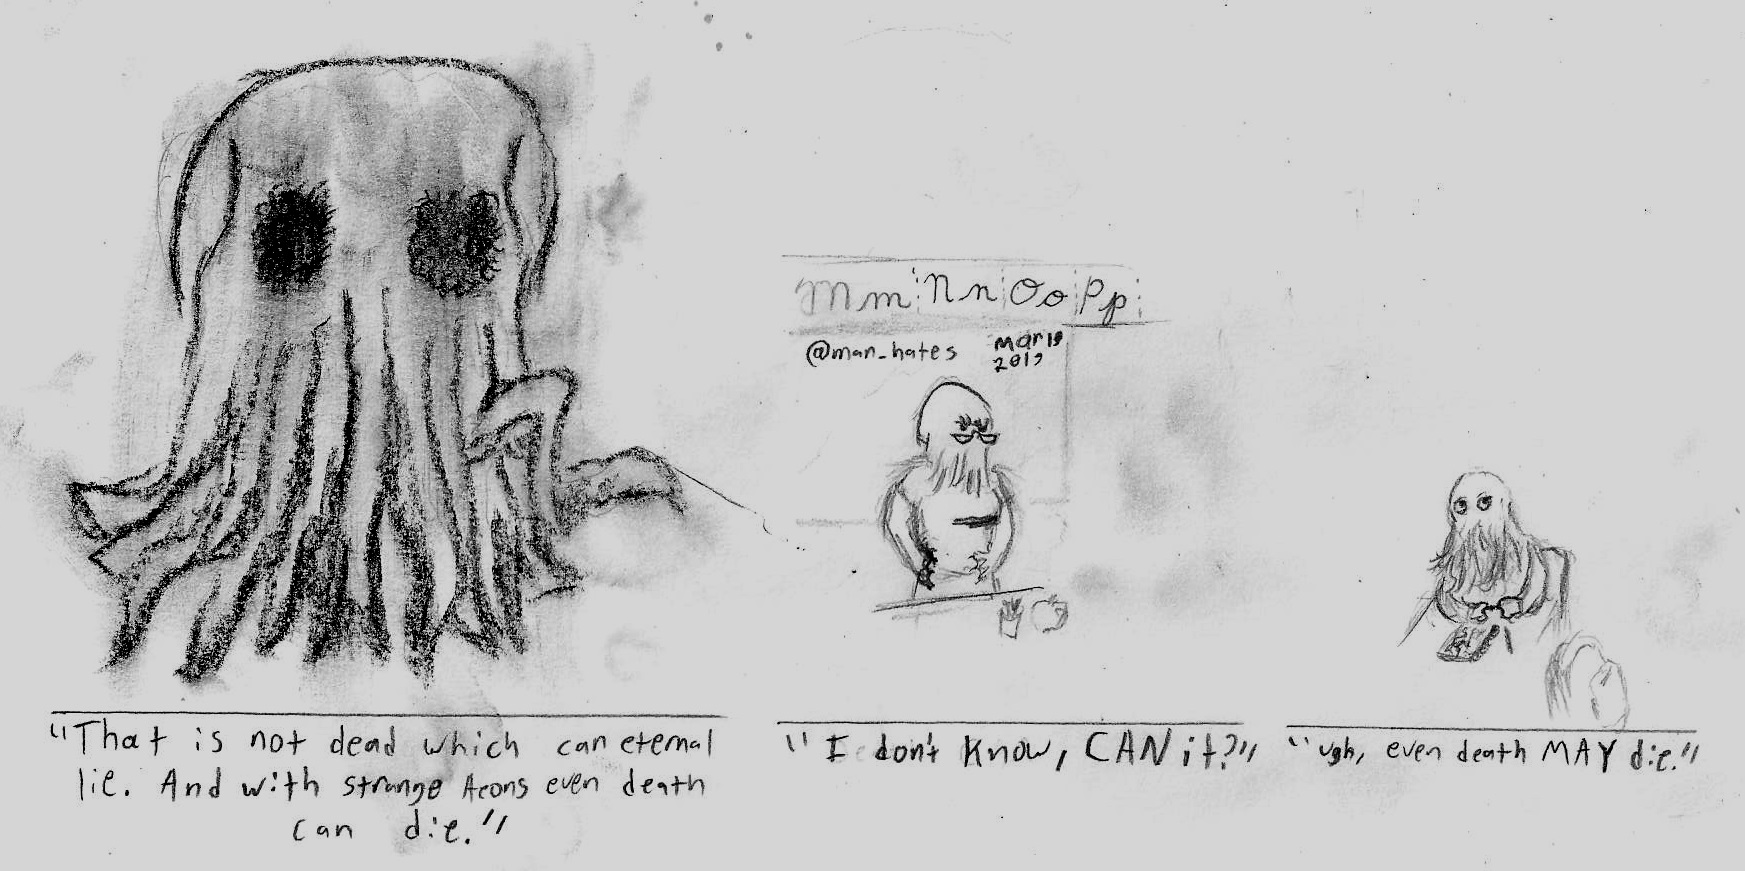 "That is not dead which can eternal
lie. And with strange Aeons even death
can die."
Mm Nn Oo Pp
@man_hates
Mar 19
2019
"I don't know, CAN it?"
"ugh, even death MAY die."